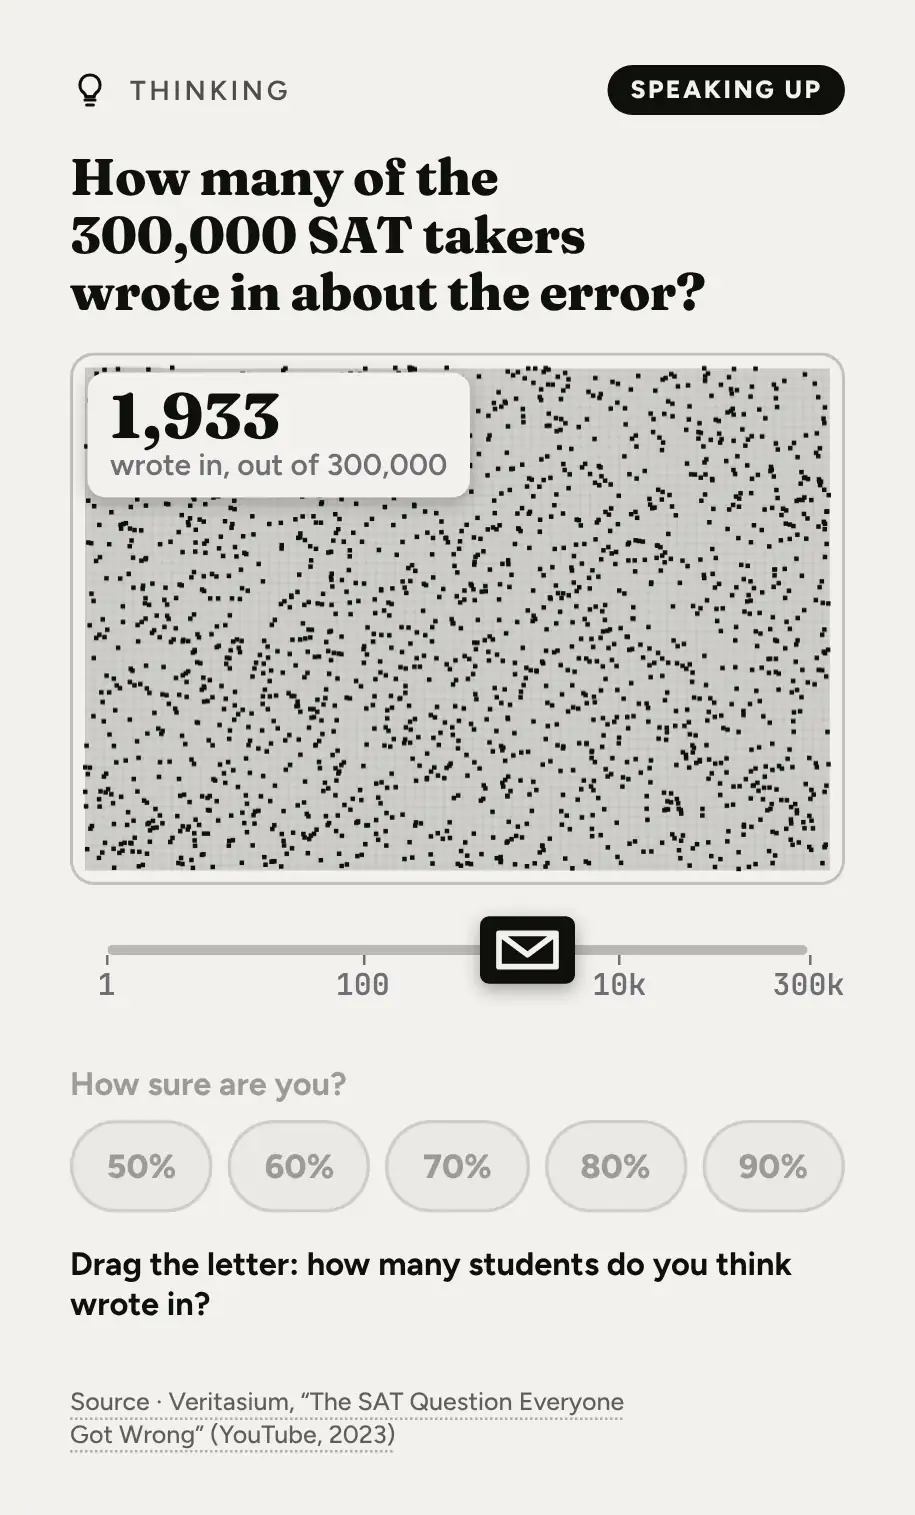 THINKING
SPEAKING UP
How many of the
300,000 SAT takers
wrote in about the error?
1,933
wrote in, out of 300,000
1
100
10k
300k
How sure are you?
50%
60%
70%
80%
90%
Drag the letter: how many students do you think
wrote in?
Source · Veritasium, “The SAT Question Everyone
Got Wrong” (YouTube, 2023)